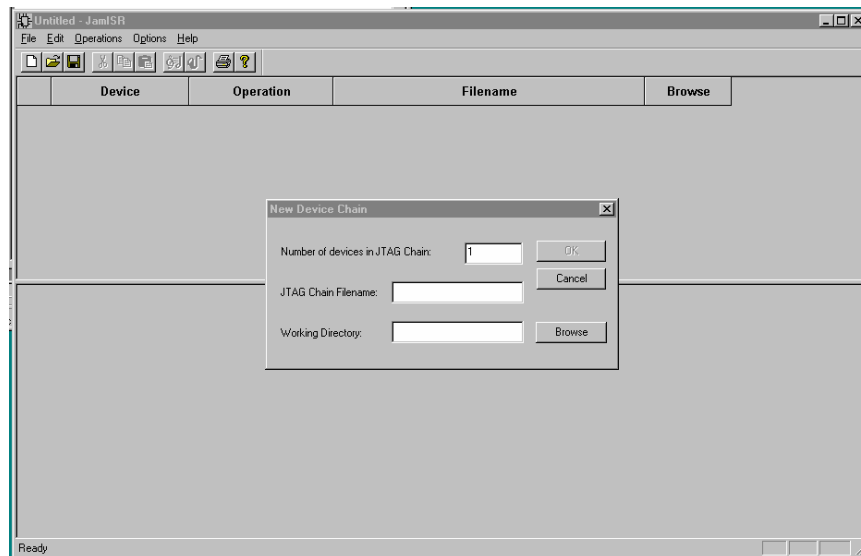 Untitled - JamISR
File Edit Operations Options Help
Device Operation Filename Browse
New Device Chain
Number of devices in JTAG Chain: 1 OK
Cancel
JTAG Chain Filename:
Working Directory: Browse
Ready